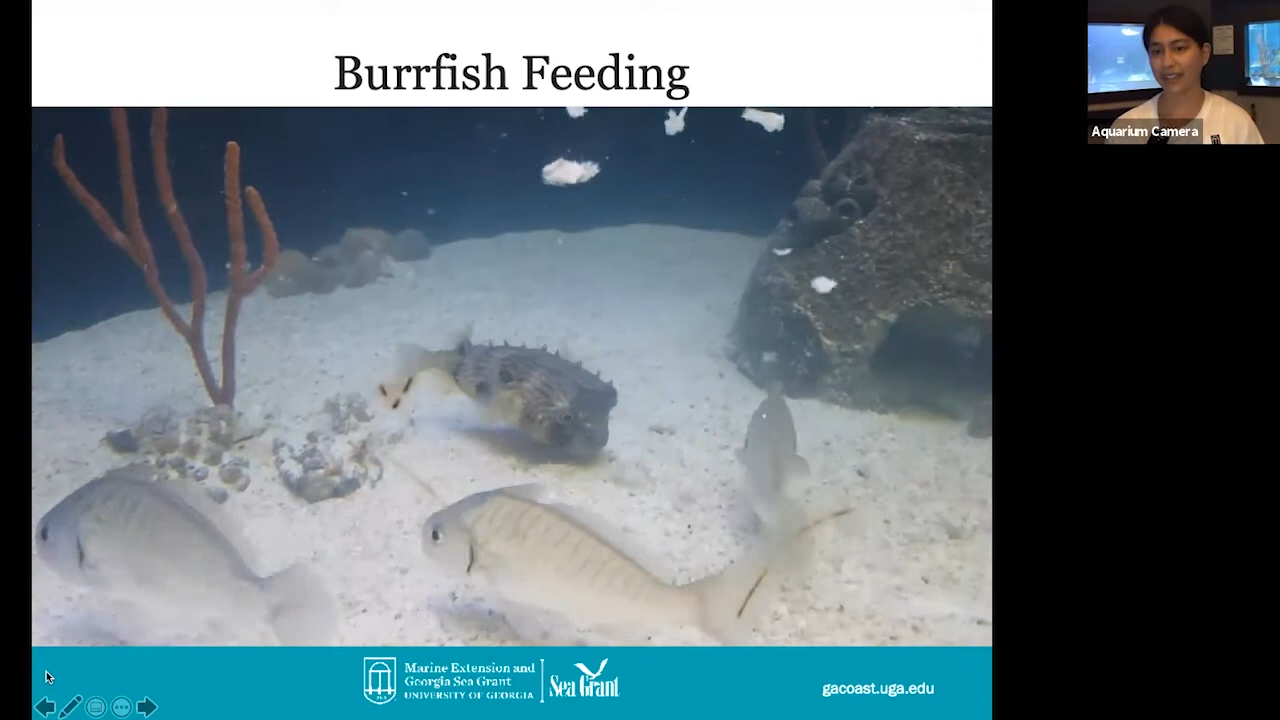 Burrfish Feeding
Aquarium Camera
Marine Extension and
Georgia Sea Grant
UNIVERSITY OF GEORGIA
Sea Grant
gacoast.uga.edu